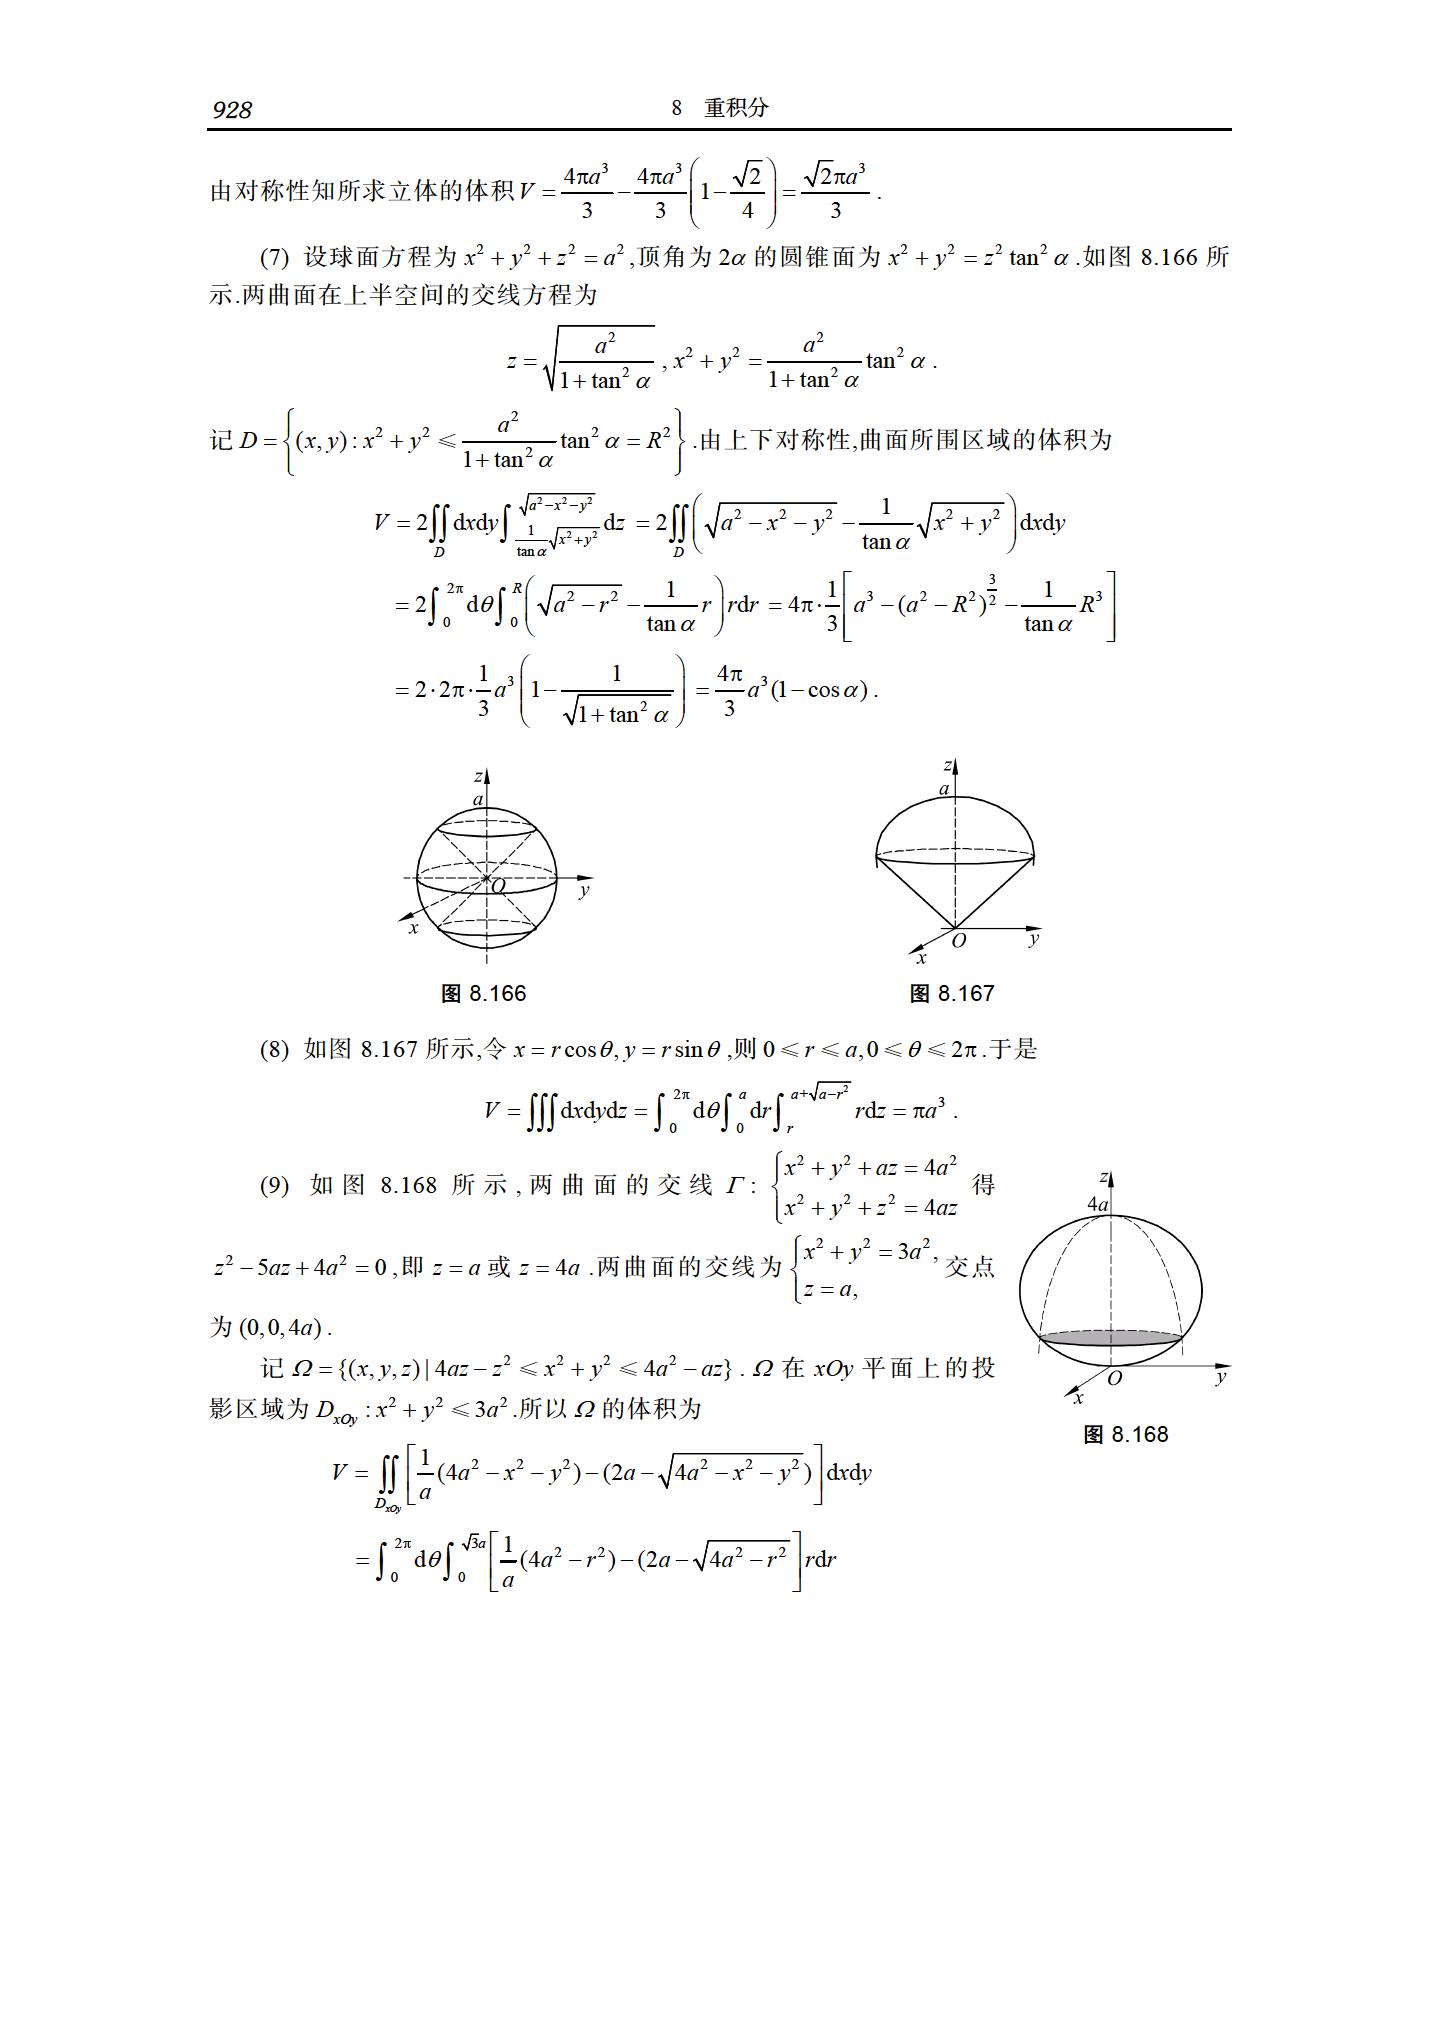 928 8 重积分
由对称性知所求立体的体积 $V=\frac{4\pi a^3}{3}-\frac{4\pi a^3}{3}\left(1-\frac{\sqrt{2}}{4}\right)=\frac{\sqrt{2}\pi a^3}{3}$ .
(7) 设球面方程为 $x^2+y^2+z^2=a^2$ ,顶角为 $2\alpha$ 的圆锥面为 $x^2+y^2=z^2\tan^2\alpha$ .如图 8.166 所
示.两曲面在上半空间的交线方程为
$z=\sqrt{\frac{a^2}{1+\tan^2\alpha}},x^2+y^2=\frac{a^2}{1+\tan^2\alpha}\tan^2\alpha$ .
记 $D=\left\{(x,y):x^2+y^2\leqslant\frac{a^2}{1+\tan^2\alpha}\tan^2\alpha=R^2\right\}$ .由上下对称性,曲面所围区域的体积为
$V=2\iint\limits_D dxdy\int_{\frac{1}{\tan\alpha}\sqrt{x^2+y^2}}^{\sqrt{a^2-x^2-y^2}}dz=2\iint\limits_D\left(\sqrt{a^2-x^2-y^2}-\frac{1}{\tan\alpha}\sqrt{x^2+y^2}\right)dxdy$
$=2\int_0^{2\pi}d\theta\int_0^R\left(\sqrt{a^2-r^2}-\frac{1}{\tan\alpha}r\right)rdr=4\pi\cdot\frac{1}{3}\left[a^3-(a^2-R^2)^{\frac{3}{2}}-\frac{1}{\tan\alpha}R^3\right]$
$=2\cdot2\pi\cdot\frac{1}{3}a^3\left(1-\frac{1}{\sqrt{1+\tan^2\alpha}}\right)=\frac{4\pi}{3}a^3(1-\cos\alpha)$ .
z
a
O
y
x
图 8.166
z
a
O
y
x
图 8.167
(8) 如图 8.167 所示,令 $x=r\cos\theta,y=r\sin\theta$ ,则 $0\leqslant r\leqslant a,0\leqslant\theta\leqslant2\pi$ .于是
$V=\iiint dxdydz=\int_0^{2\pi}d\theta\int_0^a dr\int_r^{a+\sqrt{a-r^2}}rdz=\pi a^3$ .
(9) 如图 8.168 所示,两曲面的交线 $\Gamma:\begin{cases}x^2+y^2+az=4a^2\\x^2+y^2+z^2=4az\end{cases}$ 得
$z^2-5az+4a^2=0$ ,即 $z=a$ 或 $z=4a$ .两曲面的交线为 $\begin{cases}x^2+y^2=3a^2,\\z=a,\end{cases}$ 交点
为 $(0,0,4a)$ .
记 $\Omega=\{(x,y,z)|4az-z^2\leqslant x^2+y^2\leqslant4a^2-az\}$ . $\Omega$ 在 $xOy$ 平面上的投
影区域为 $D_{xOy}:x^2+y^2\leqslant3a^2$ .所以 $\Omega$ 的体积为
z
4a
O
y
x
图 8.168
$V=\iint\limits_{D_{xOy}}\left[\frac{1}{a}(4a^2-x^2-y^2)-(2a-\sqrt{4a^2-x^2-y^2})\right]dxdy$
$=\int_0^{2\pi}d\theta\int_0^{\sqrt{3}a}\left[\frac{1}{a}(4a^2-r^2)-(2a-\sqrt{4a^2-r^2}\right]rdr$